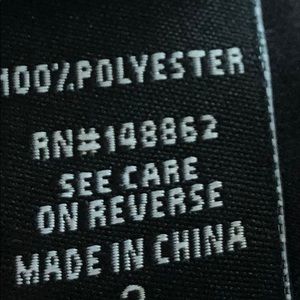 100%POLYESTER
RN#148862
SEE CARE
ON REVERSE
MADE IN CHINA